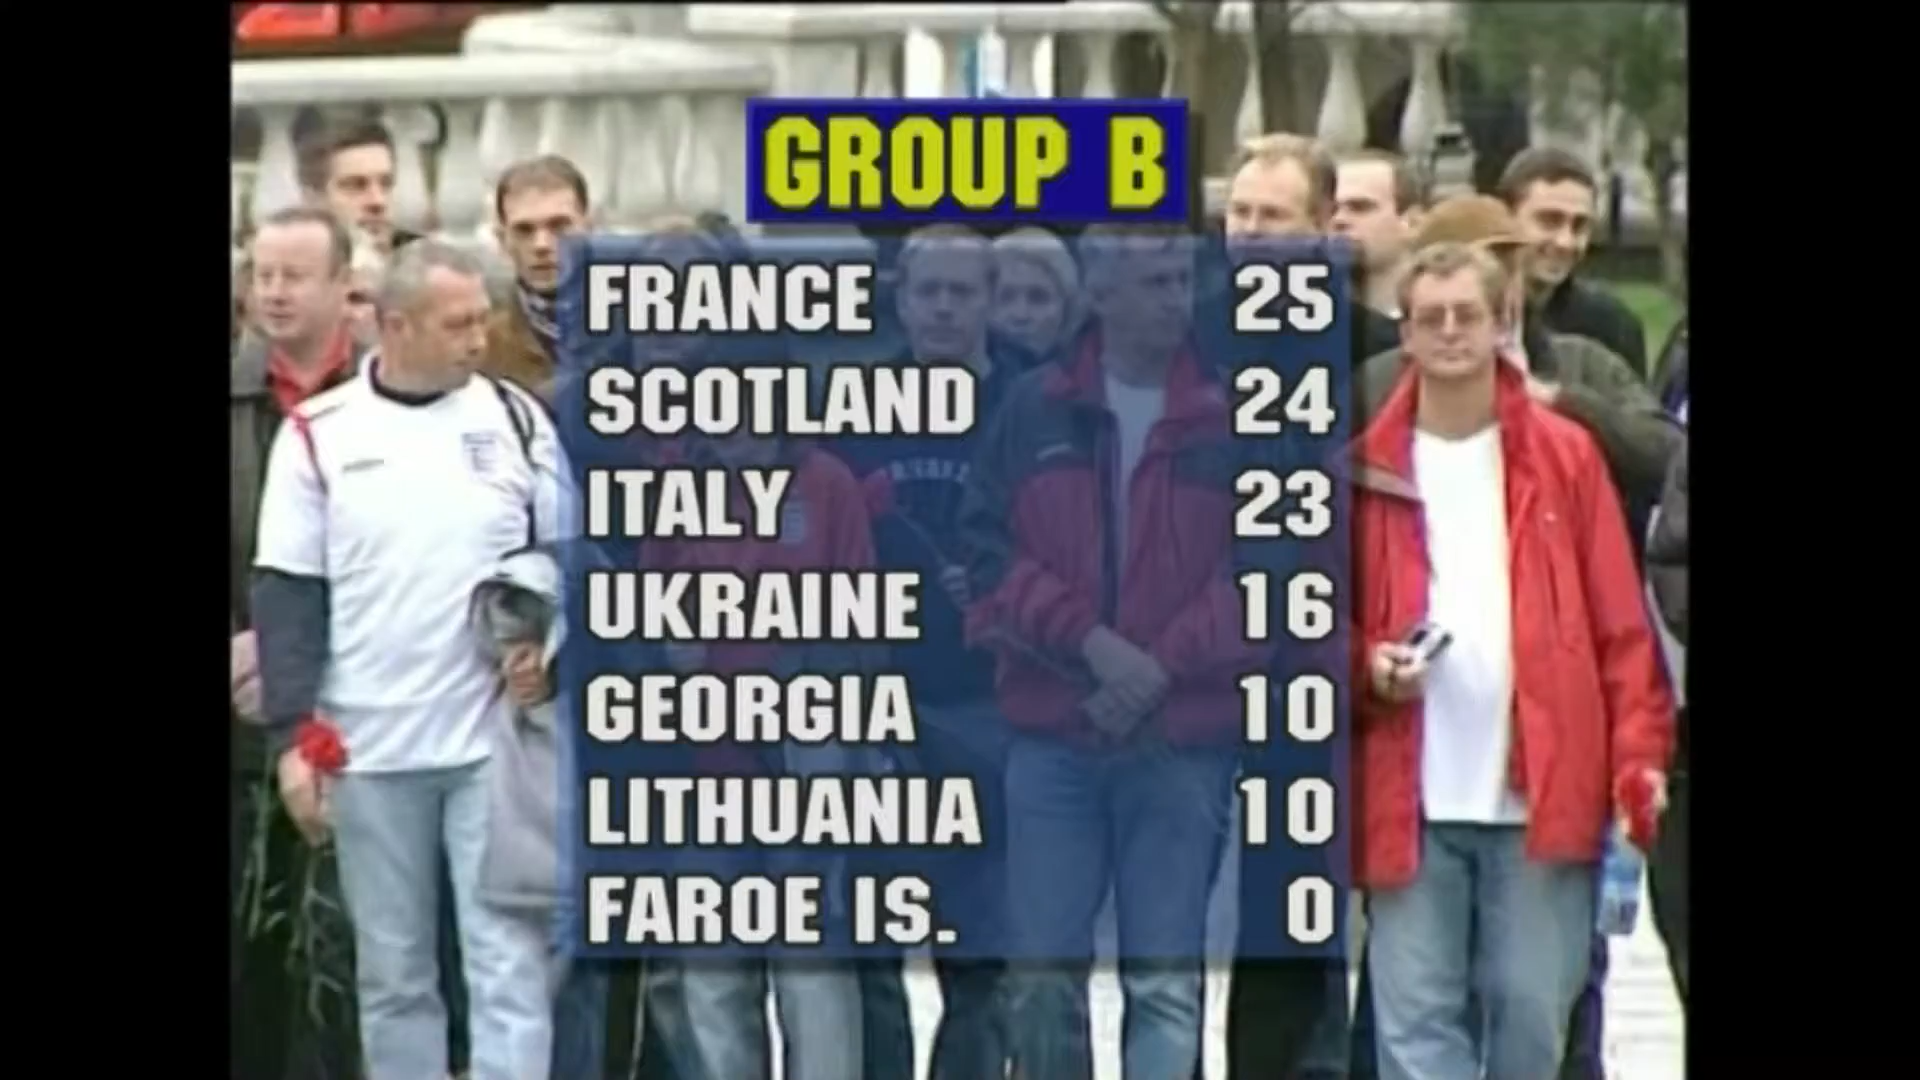 GROUP B
FRANCE 25
SCOTLAND 24
ITALY 23
UKRAINE 16
GEORGIA 10
LITHUANIA 10
FAROE IS. 0